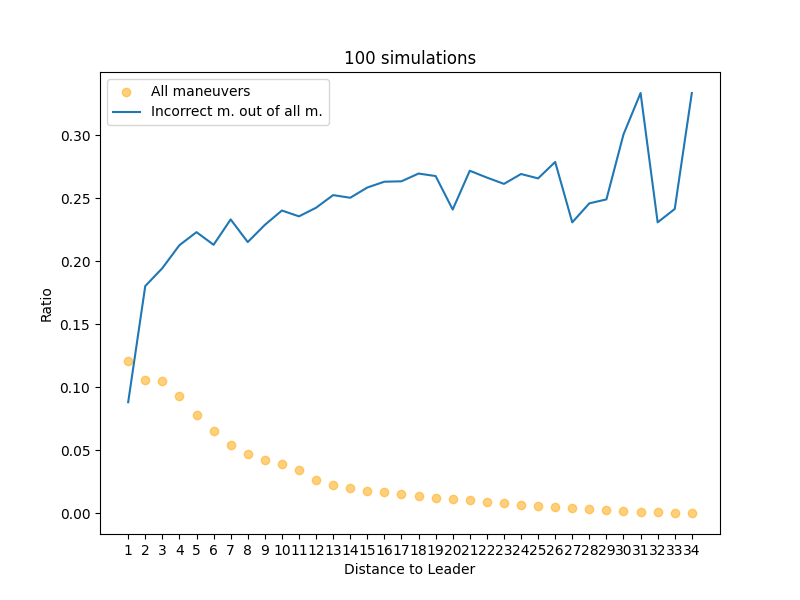 100 simulations
All maneuvers
Incorrect m. out of all m.
0.30
0.25
0.20
0.15
0.10
0.05
0.00
Ratio
1 2 3 4 5 6 7 8 9 10 11 12 13 14 15 16 17 18 19 20 21 22 23 24 25 26 27 28 29 30 31 32 33 34
Distance to Leader